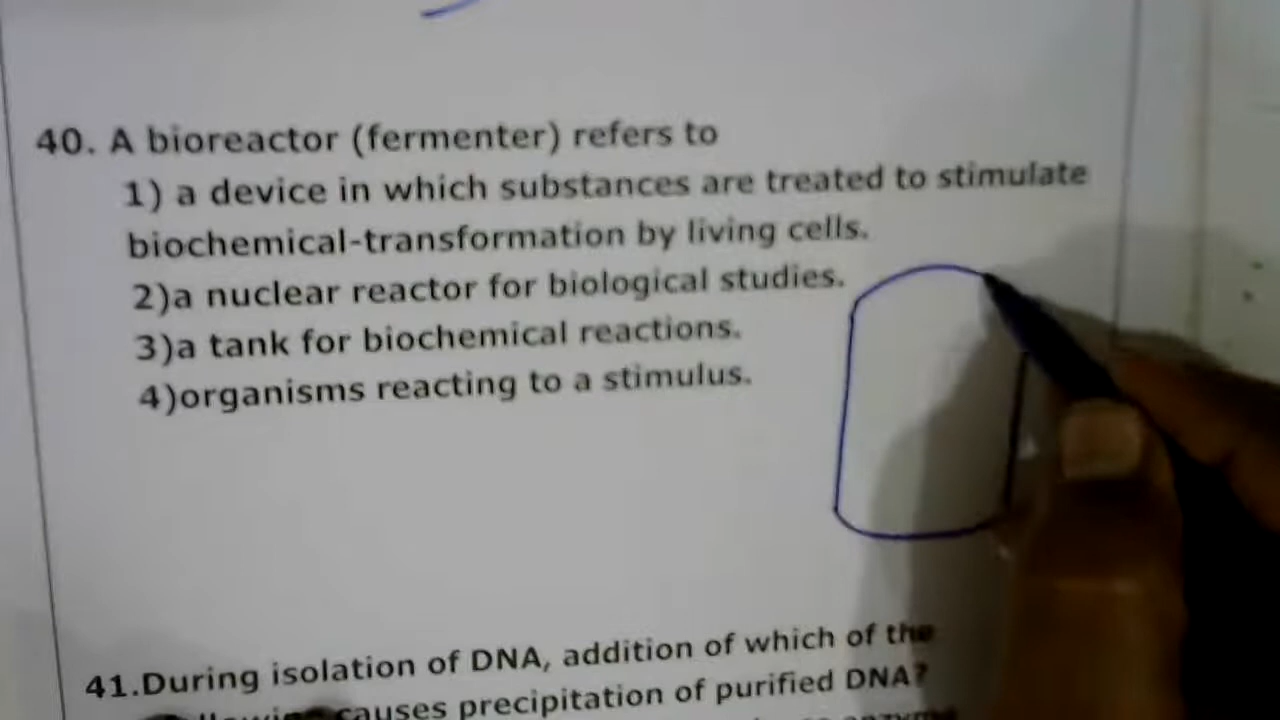 40. A bioreactor (fermenter) refers to
1) a device in which substances are treated to stimulate
biochemical-transformation by living cells.
2)a nuclear reactor for biological studies.
3)a tank for biochemical reactions.
4)organisms reacting to a stimulus.
41.During isolation of DNA, addition of which of the
causes precipitation of purified DNA?